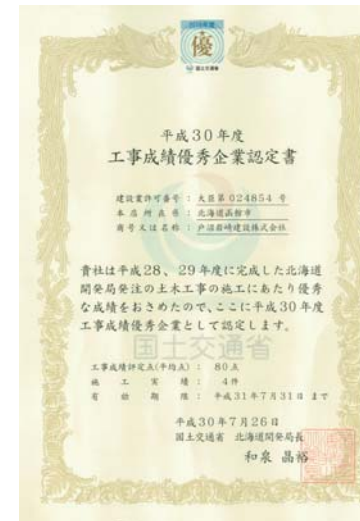 優
国土交通省
平成30年度
工事成績優秀企業認定書
建設業許可番号 : 大臣第 024854 号
本店所在地 : 北海道函館市
商号又は名称 : 戸沼岩崎建設株式会社
貴社は平成28、29年度に完成した北海道
開発局発注の土木工事の施工にあたり優秀
な成績をおさめたので、ここに平成30年度
工事成績優秀企業として認定します。
国土交通省
工事成績評定点(平均点) : 80点
施工実績 : 4件
有効期限 : 平成31年7月31日 まで
平成30年7月26日
国土交通省 北海道開発局長
和泉 晶裕